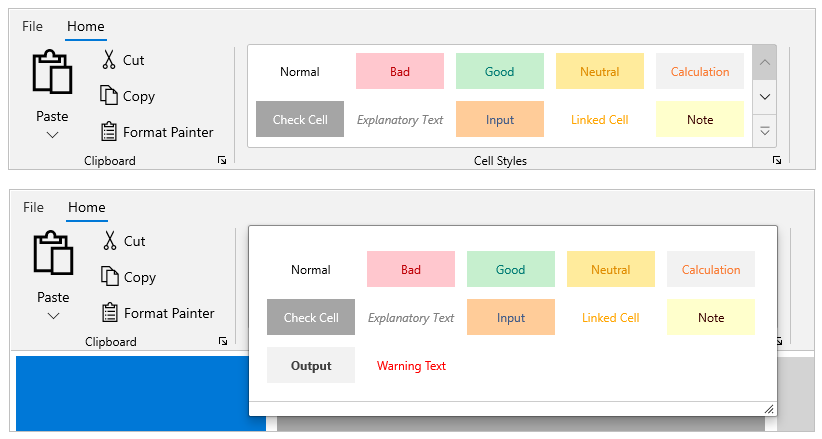 File Home
Cut
Copy
Paste
Format Painter
Clipboard
Normal Bad Good Neutral Calculation
Check Cell Explanatory Text Input Linked Cell Note
Cell Styles
File Home
Cut
Copy
Paste
Format Painter
Clipboard
Normal Bad Good Neutral Calculation
Check Cell Explanatory Text Input Linked Cell Note
Output Warning Text